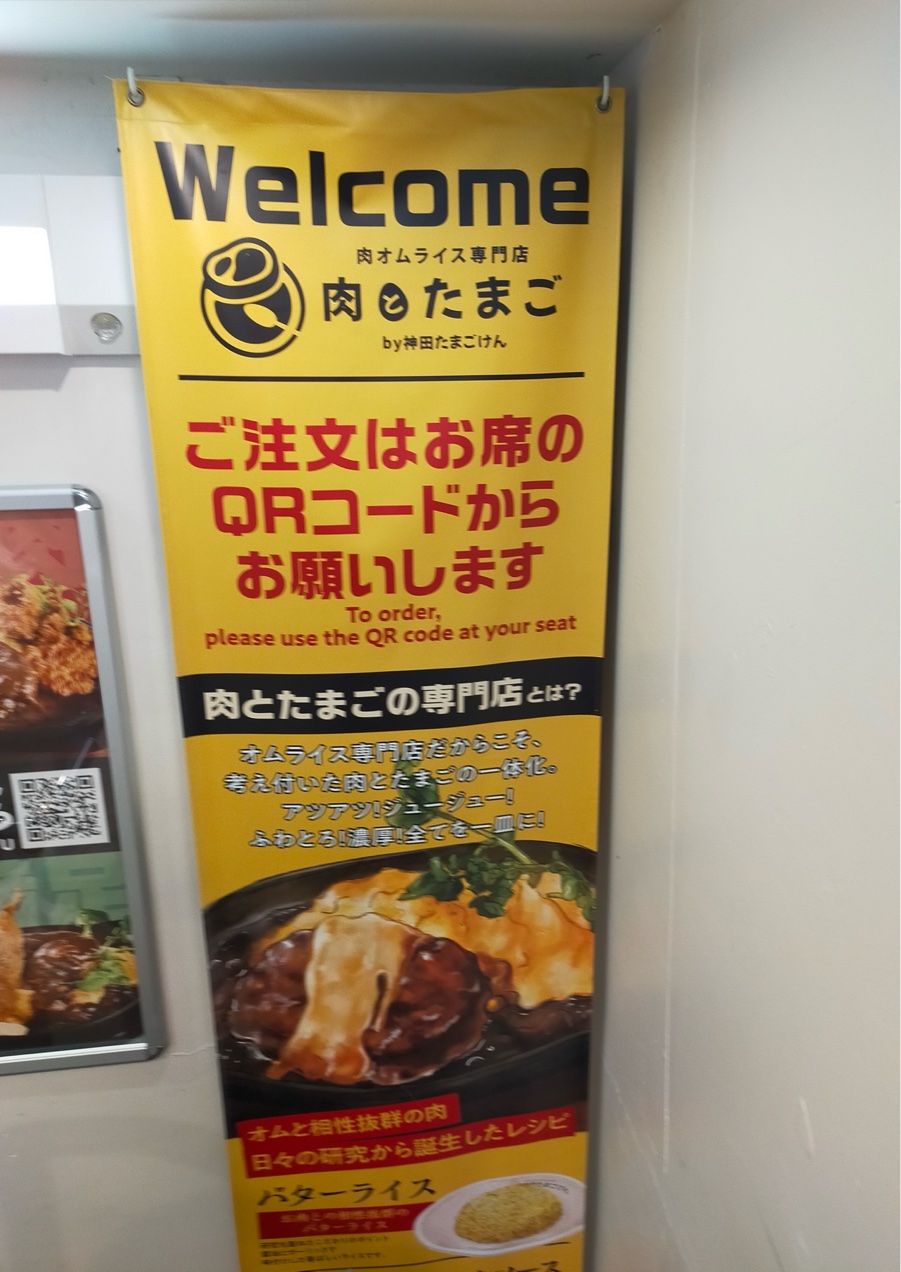 Welcome
肉オムライス専門店
肉とたまご
by神田たまごけん
ご注文はお席の
QRコードから
お願いします
To order,
please use the QR code at your seat
肉とたまごの専門店とは?
オムライス専門店だからこそ、
考え付いた肉とたまごの一体化。
アツアツ!ジュージュー!
ふわとろ!濃厚!全てを一皿に!
オムと相性抜群の肉
日々の研究から誕生したレシピ
バターライス
バターライス